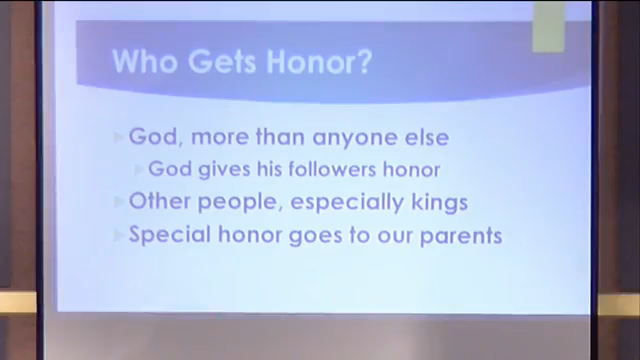 Who Gets Honor?
God, more than anyone else
God gives his followers honor
Other people, especially kings
Special honor goes to our parents